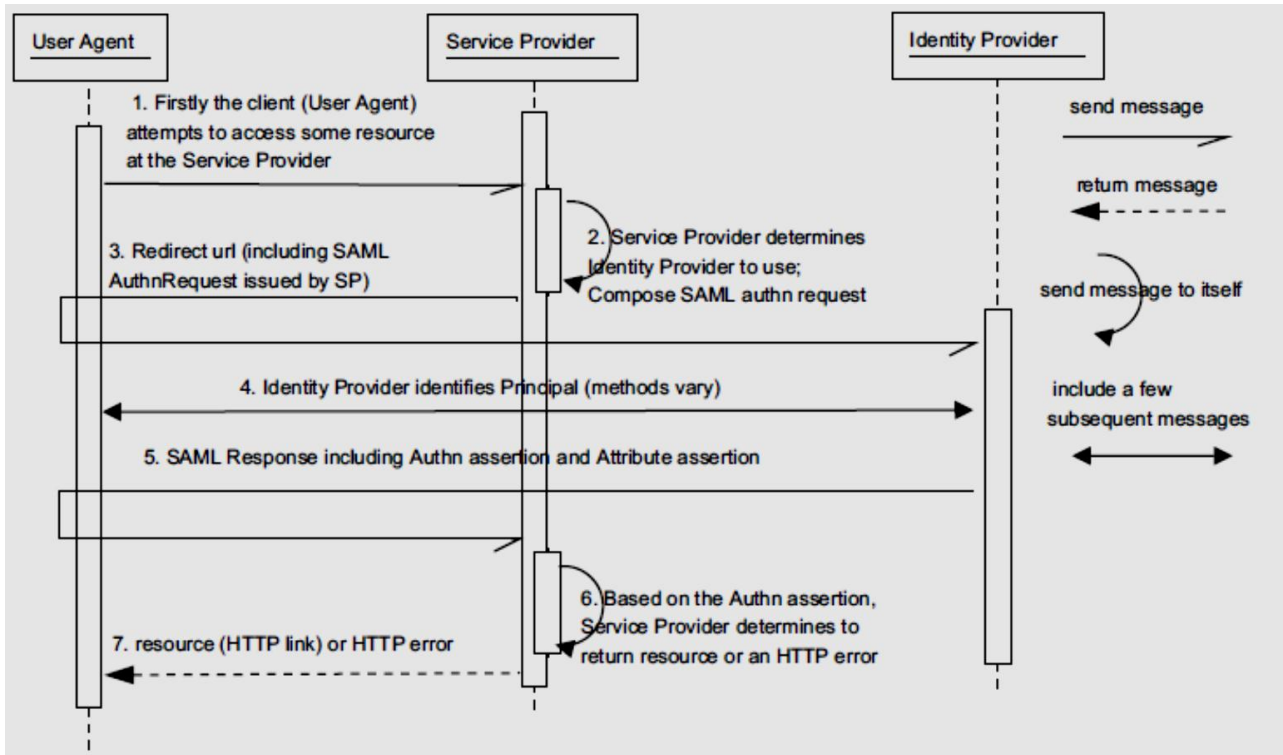 User Agent
Service Provider
Identity Provider
1. Firstly the client (User Agent)
attempts to access some resource
at the Service Provider
send message
return message
2. Service Provider determines
Identity Provider to use;
Compose SAML authn request
3. Redirect url (including SAML
AuthnRequest issued by SP)
send message to itself
4. Identity Provider identifies Principal (methods vary)
include a few
subsequent messages
5. SAML Response including Authn assertion and Attribute assertion
6. Based on the Authn assertion,
Service Provider determines to
return resource or an HTTP error
7. resource (HTTP link) or HTTP error